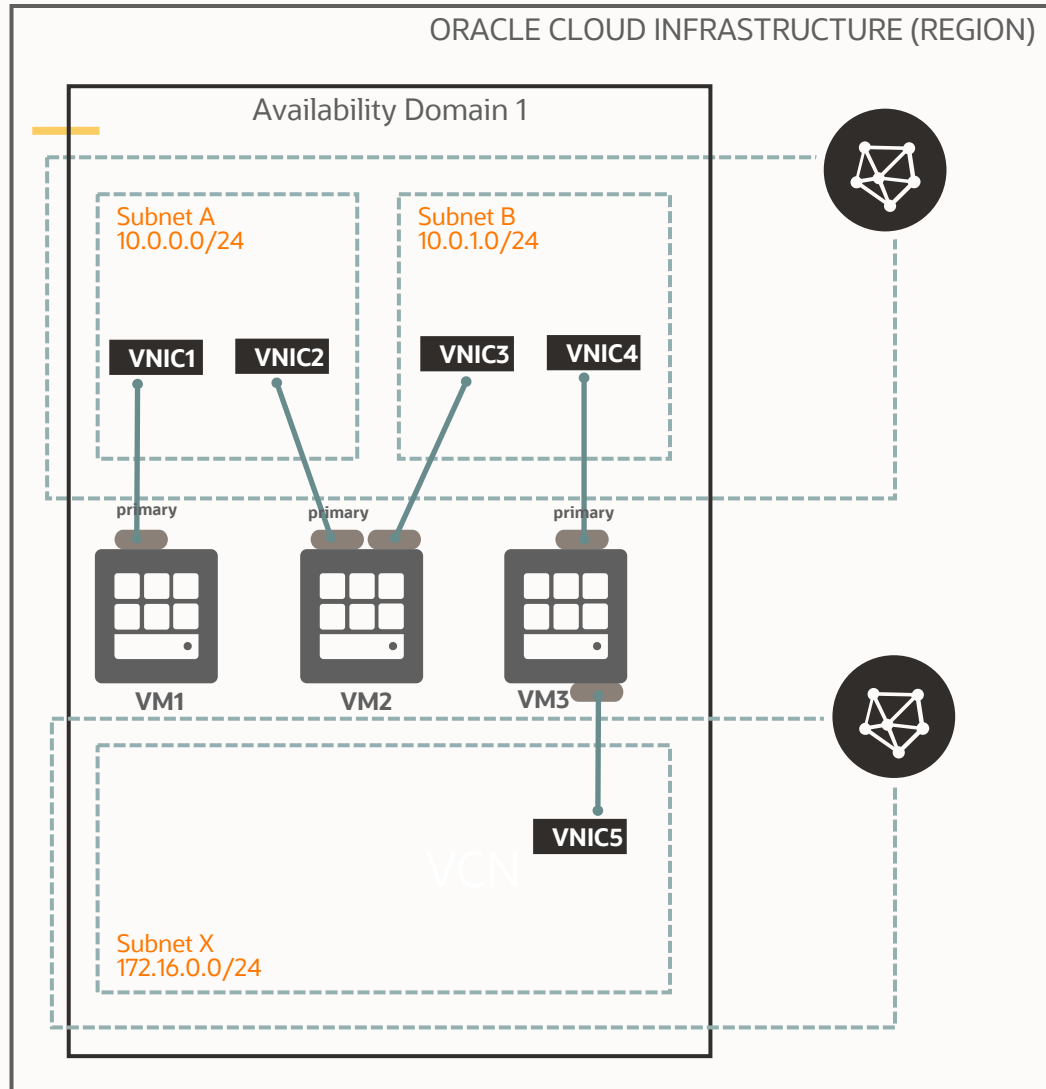 ORACLE CLOUD INFRASTRUCTURE (REGION)
Availability Domain 1
Subnet A
10.0.0.0/24
Subnet B
10.0.1.0/24
VNIC1
VNIC2
VNIC3
VNIC4
primary
primary
primary
VM1
VM2
VM3
VNIC5
VCN
Subnet X
172.16.0.0/24